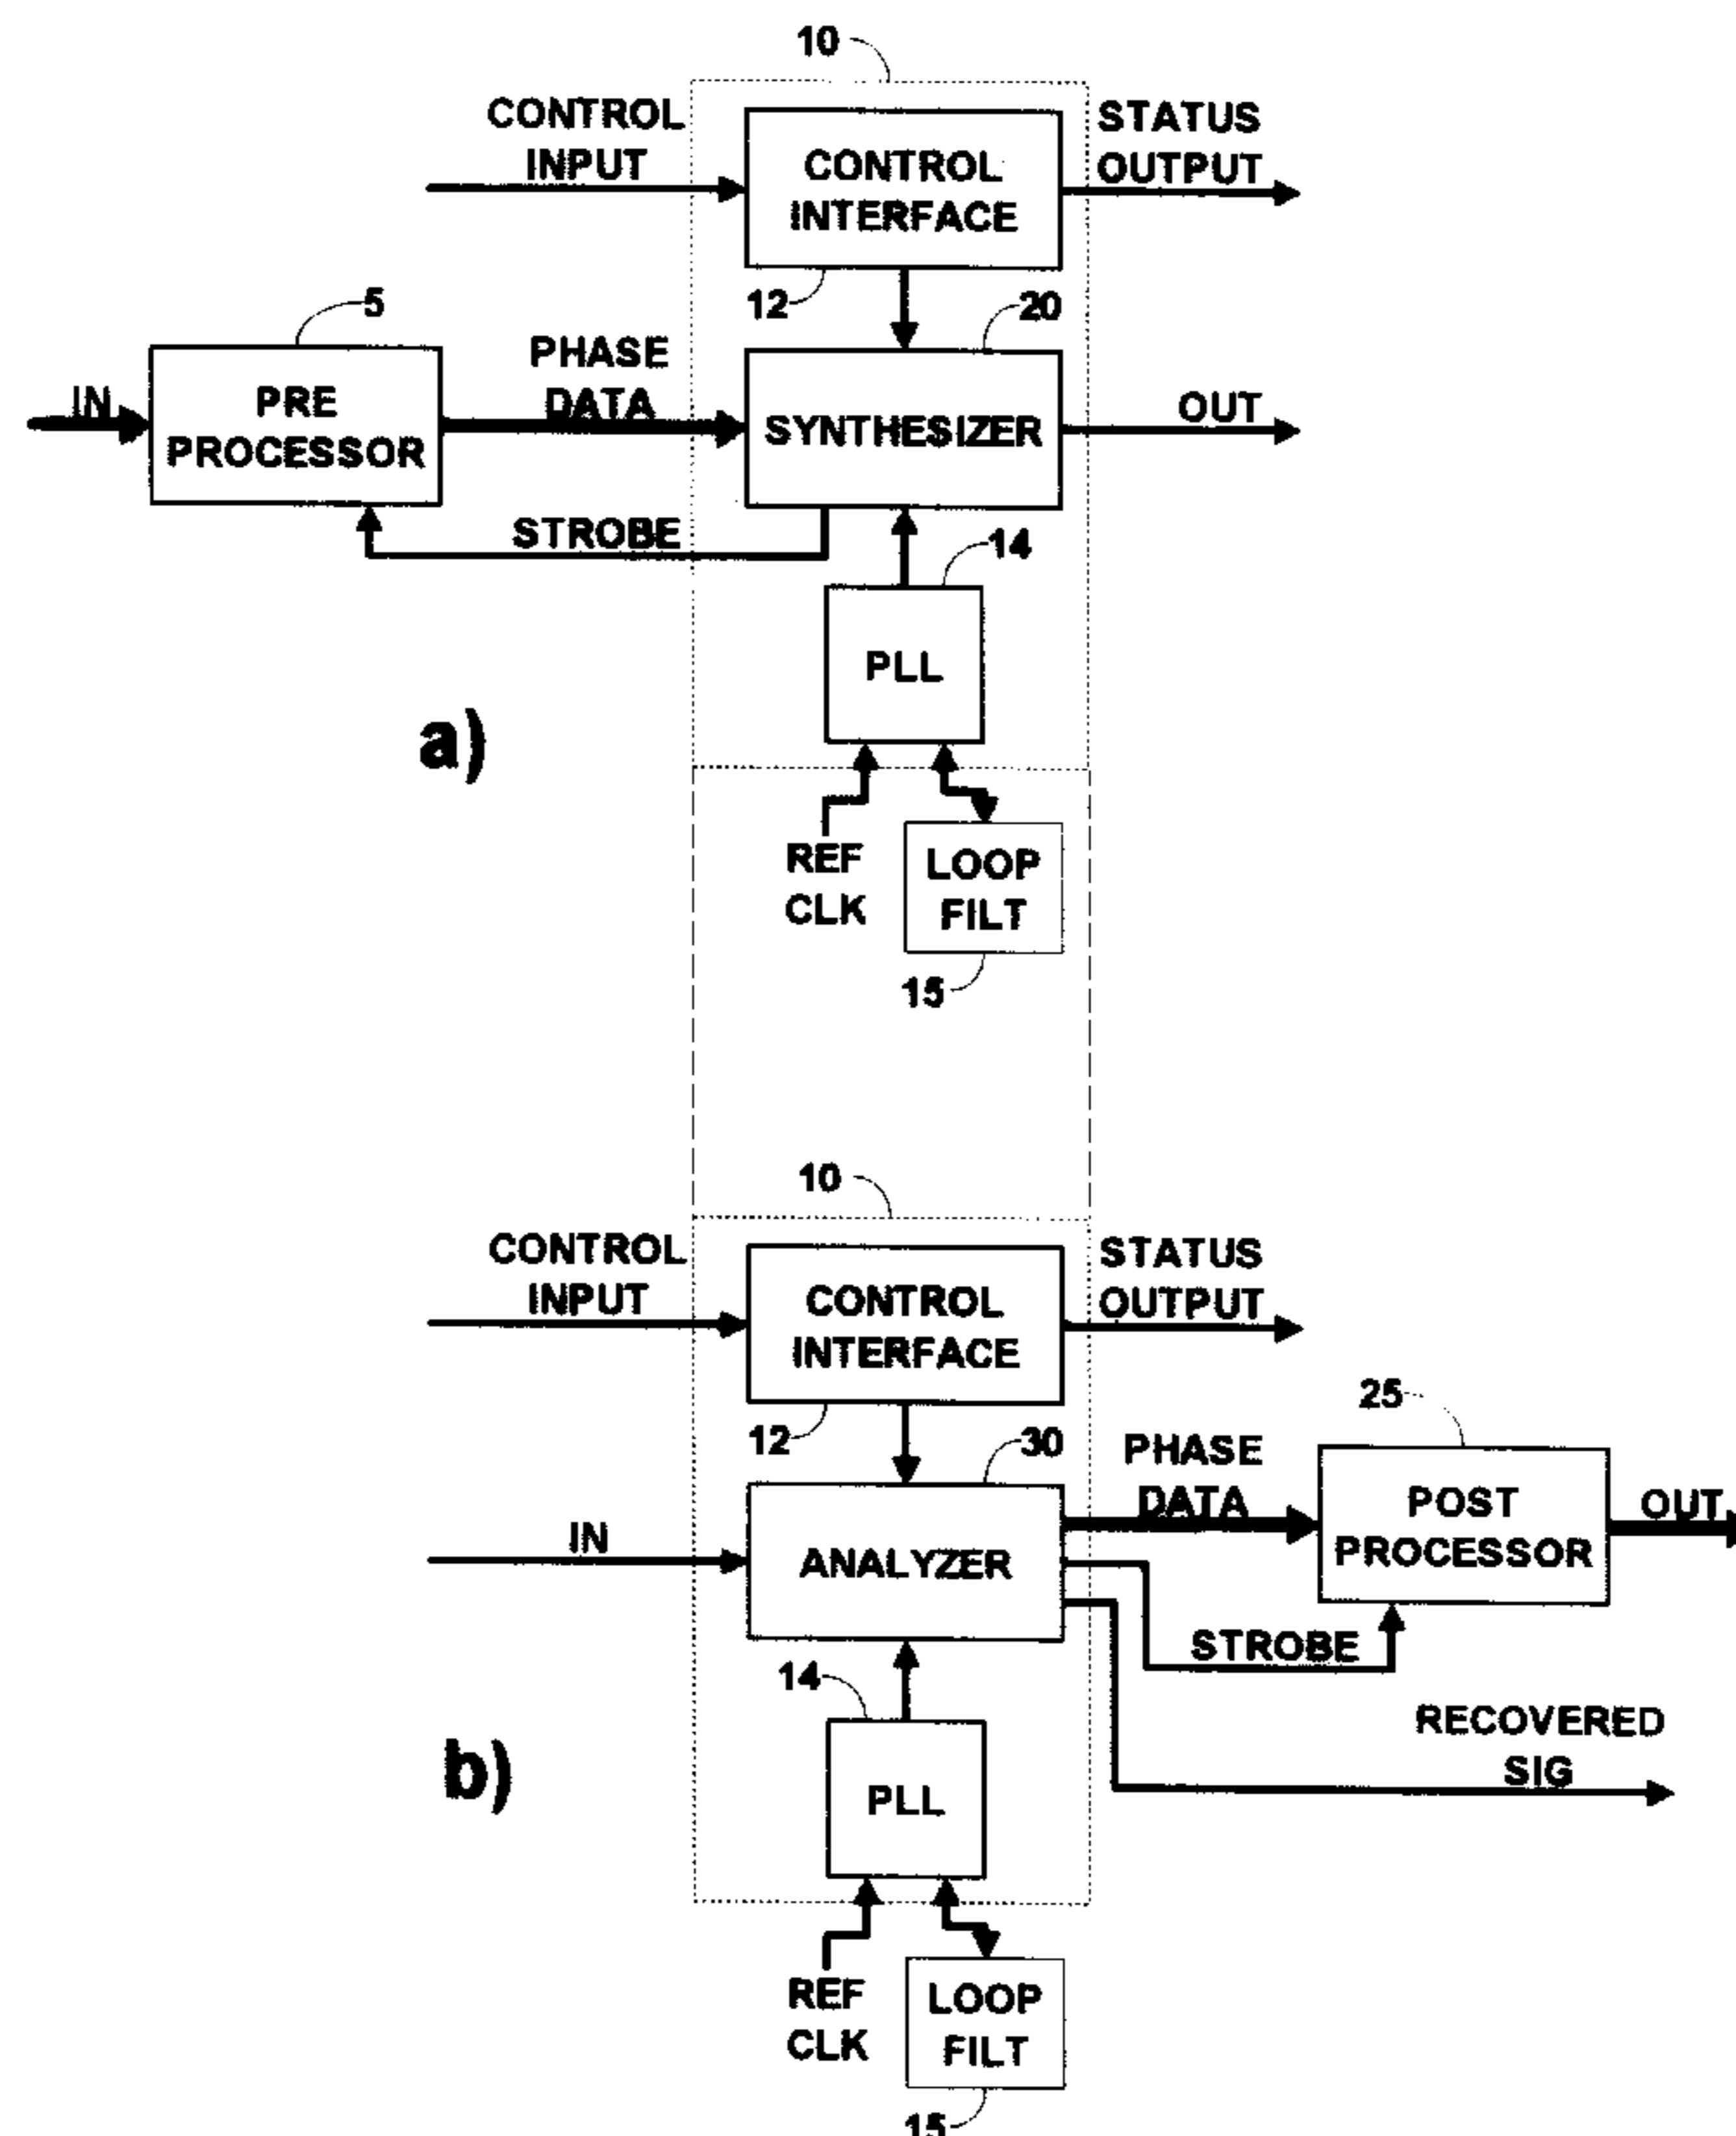 10
CONTROL
INPUT
CONTROL
INTERFACE
STATUS
OUTPUT
12
20
5
IN
PRE
PROCESSOR
PHASE
DATA
SYNTHESIZER
OUT
STROBE
14
PLL
a)
REF
CLK
LOOP
FILT
15
10
CONTROL
INPUT
CONTROL
INTERFACE
STATUS
OUTPUT
12
30
25
IN
ANALYZER
PHASE
DATA
POST
PROCESSOR
OUT
STROBE
14
PLL
RECOVERED
SIG
b)
REF
CLK
LOOP
FILT
15